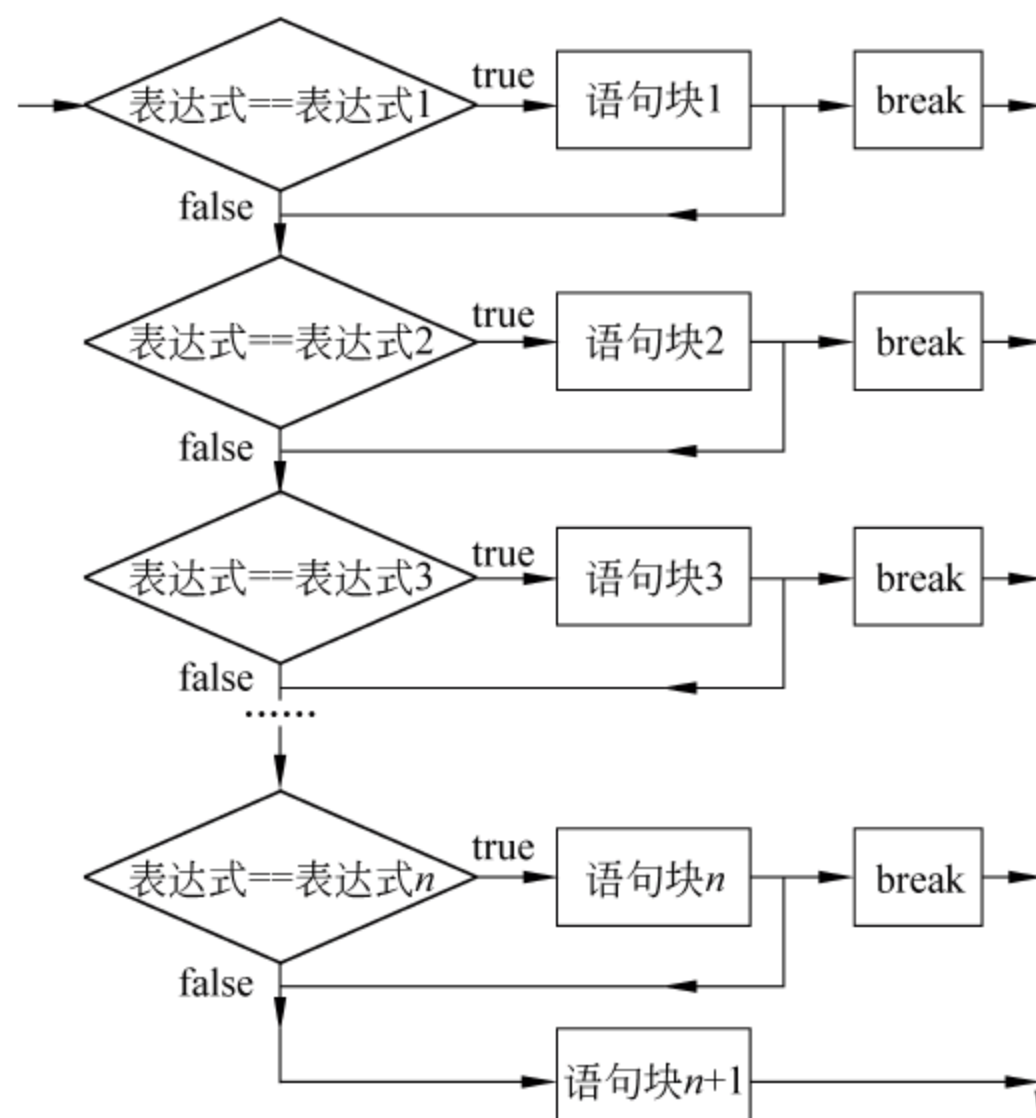 表达式==表达式1
true
语句块1
break
false
表达式==表达式2
true
语句块2
break
false
表达式==表达式3
true
语句块3
break
false
……
表达式==表达式n
true
语句块n
break
false
语句块n+1